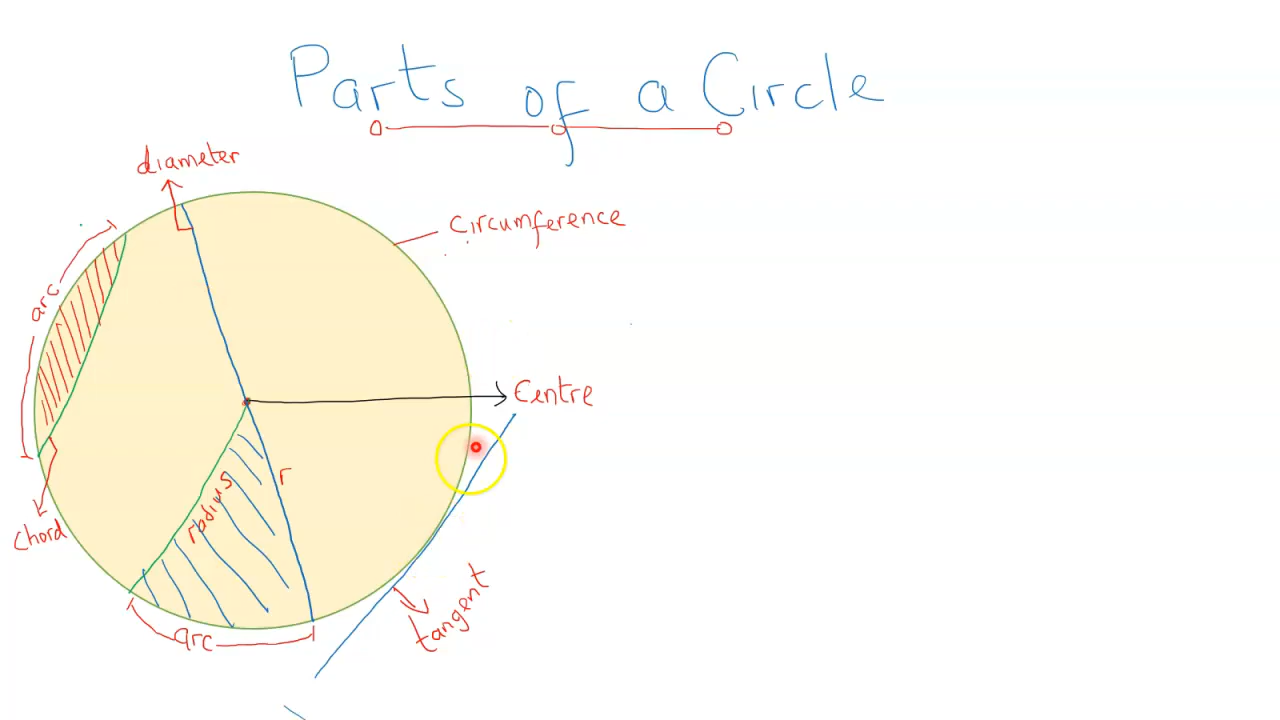 Parts of a Circle
diameter
Circumference
arc
Centre
r
radius
chord
tangent
arc